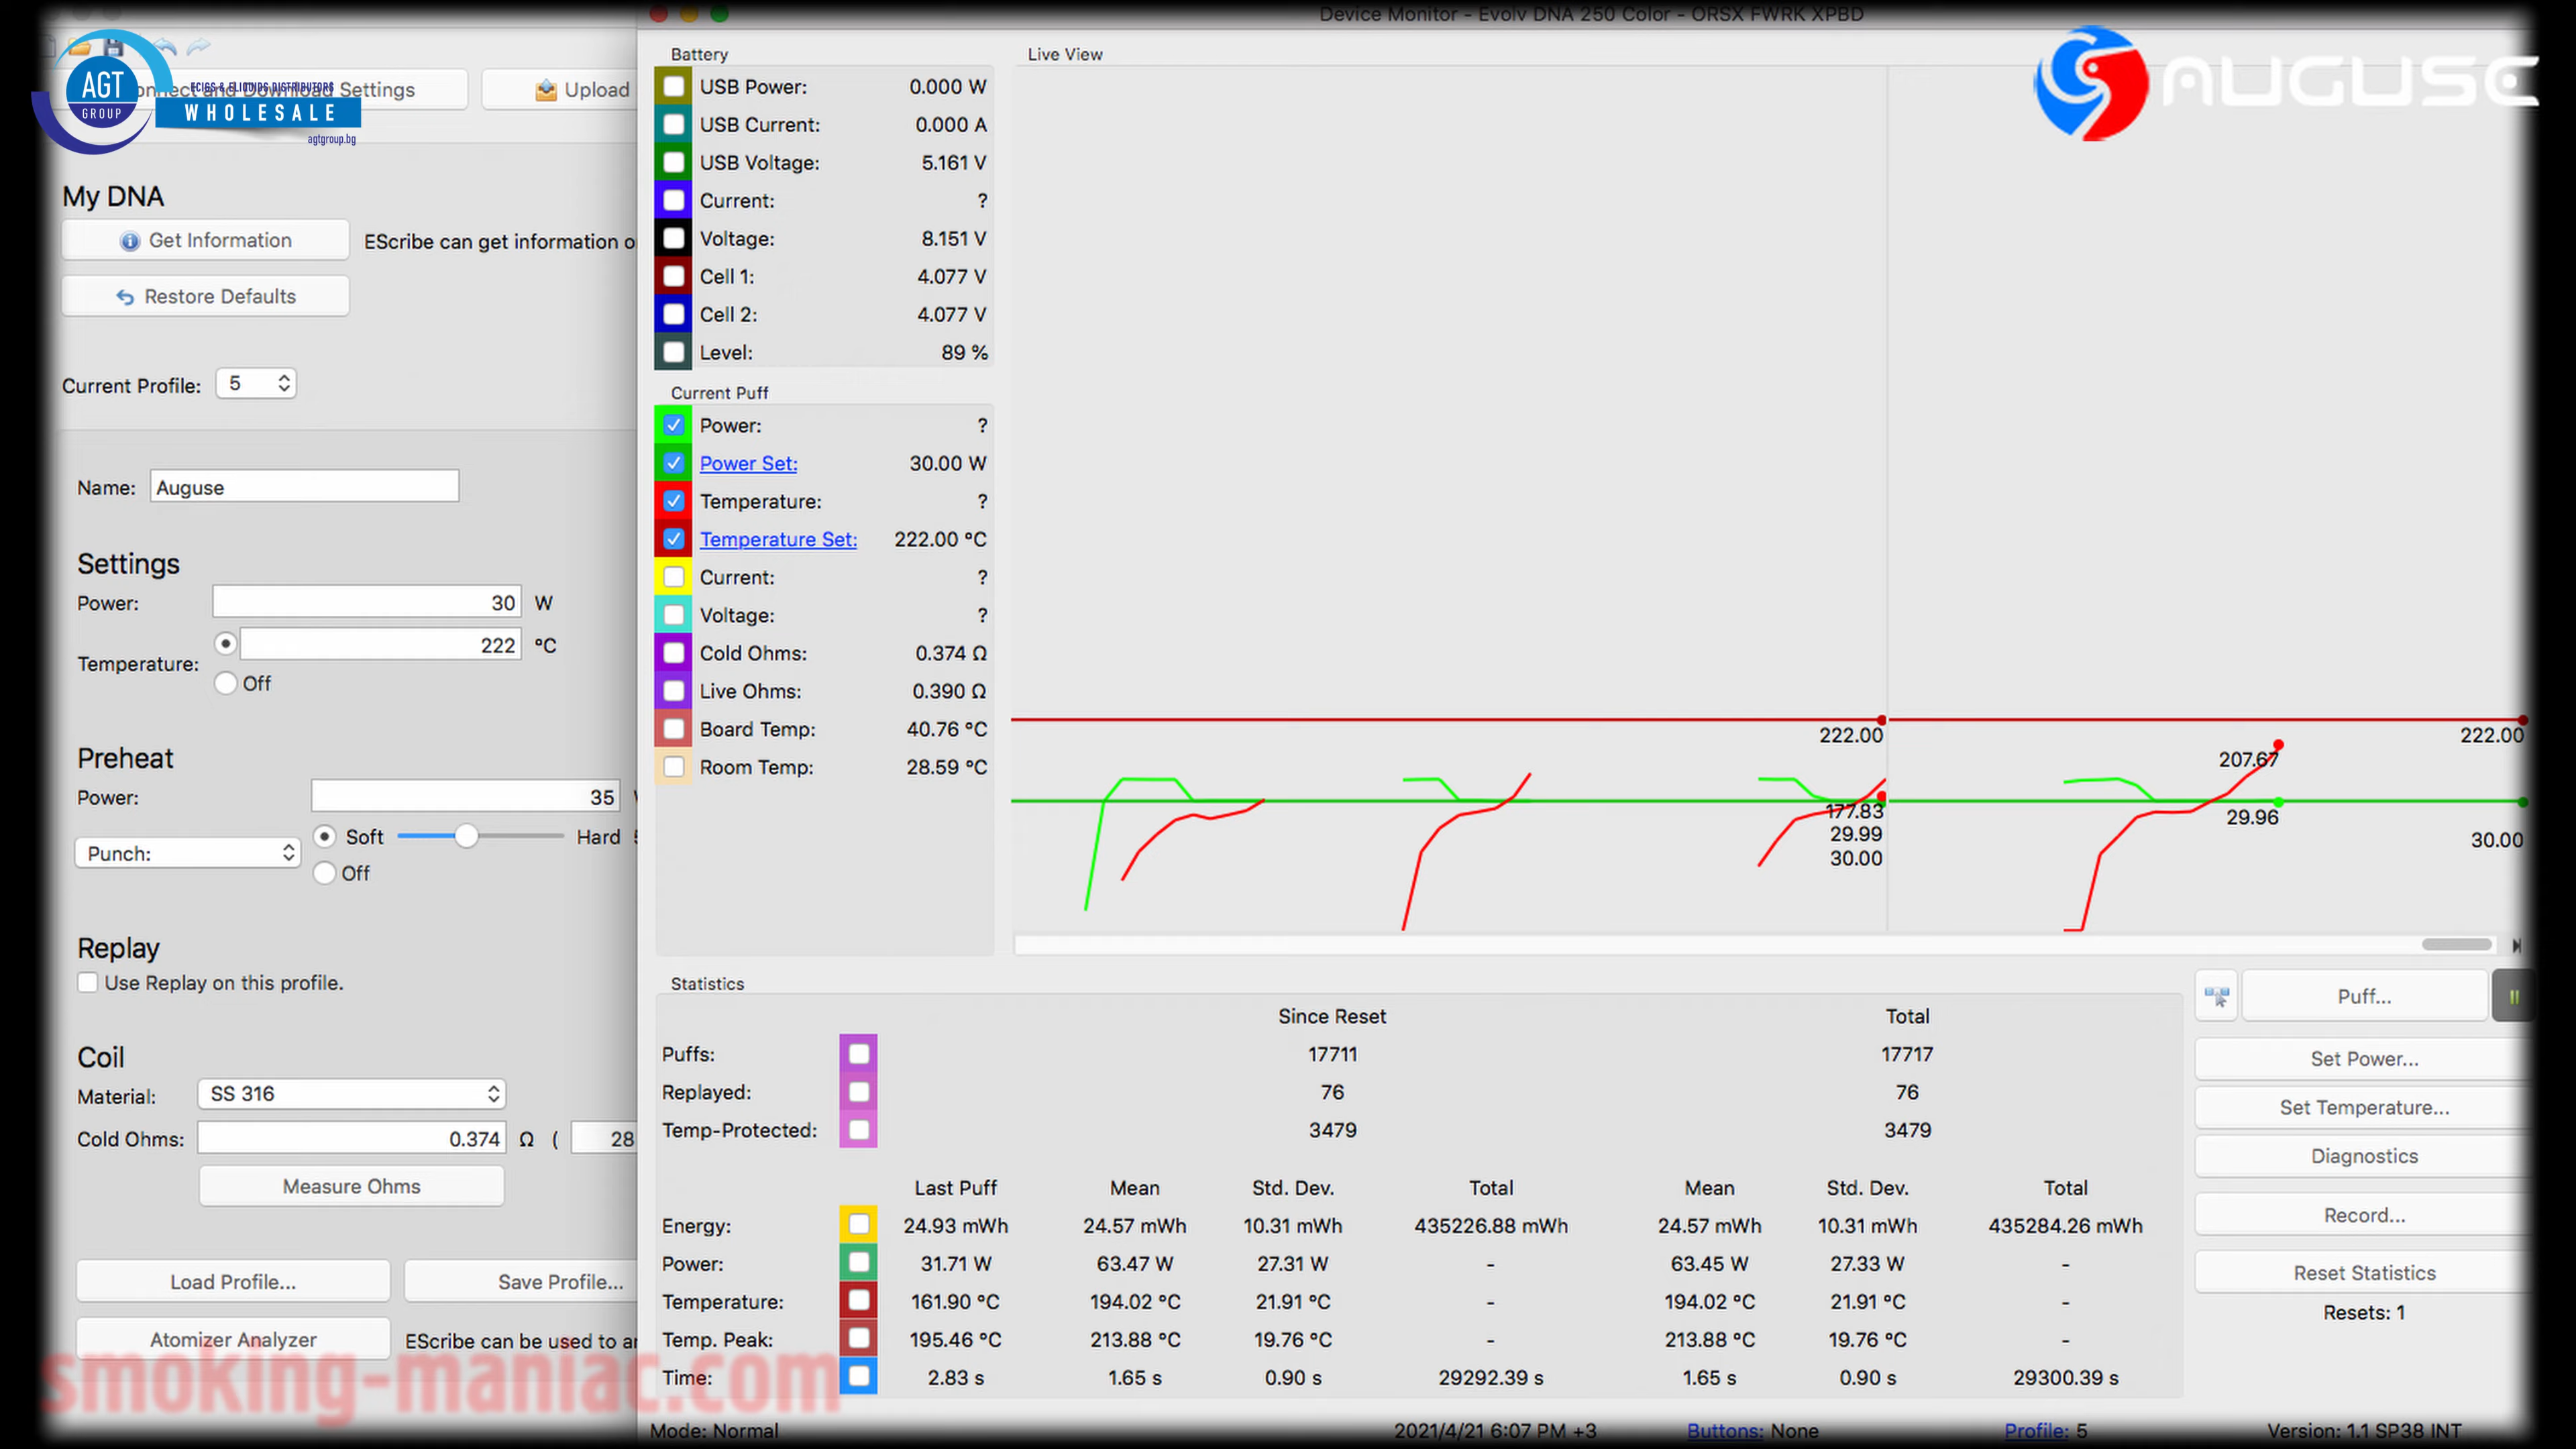 Device Monitor - Evolv DNA 250 Color - ORSX FWRK XPBD
AGT
GROUP
ECIGS & ELIQUIDS DISTRIBUTORS
WHOLESALE
agtgroup.bg
AUGUSE
and Download Settings
Upload
My DNA
Get Information
EScribe can get information o
Restore Defaults
Current Profile: 5
Name: Auguse
Settings
Power: 30 W
Temperature: 222 °C
Off
Preheat
Power: 35
Punch: Soft Hard
Off
Replay
Use Replay on this profile.
Coil
Material: SS 316
Cold Ohms: 0.374 Ω ( 28
Measure Ohms
Load Profile... Save Profile...
Atomizer Analyzer EScribe can be used to ar
smoking-maniac.com
Battery
USB Power: 0.000 W
USB Current: 0.000 A
USB Voltage: 5.161 V
Current: ?
Voltage: 8.151 V
Cell 1: 4.077 V
Cell 2: 4.077 V
Level: 89 %
Current Puff
Power: ?
Power Set: 30.00 W
Temperature: ?
Temperature Set: 222.00 °C
Current: ?
Voltage: ?
Cold Ohms: 0.374 Ω
Live Ohms: 0.390 Ω
Board Temp: 40.76 °C
Room Temp: 28.59 °C
Live View
222.00
177.83
29.99
30.00
207.67
29.96
222.00
30.00
Statistics
Since Reset Total
Puffs: 17711 17717
Replayed: 76 76
Temp-Protected: 3479 3479
Last Puff Mean Std. Dev. Total Mean Std. Dev. Total
Energy: 24.93 mWh 24.57 mWh 10.31 mWh 435226.88 mWh 24.57 mWh 10.31 mWh 435284.26 mWh
Power: 31.71 W 63.47 W 27.31 W - 63.45 W 27.33 W -
Temperature: 161.90 °C 194.02 °C 21.91 °C - 194.02 °C 21.91 °C -
Temp. Peak: 195.46 °C 213.88 °C 19.76 °C - 213.88 °C 19.76 °C -
Time: 2.83 s 1.65 s 0.90 s 29292.39 s 1.65 s 0.90 s 29300.39 s
Puff...
Set Power...
Set Temperature...
Diagnostics
Record...
Reset Statistics
Resets: 1
Mode: Normal 2021/4/21 6:07 PM +3 Buttons: None Profile: 5 Version: 1.1 SP38 INT